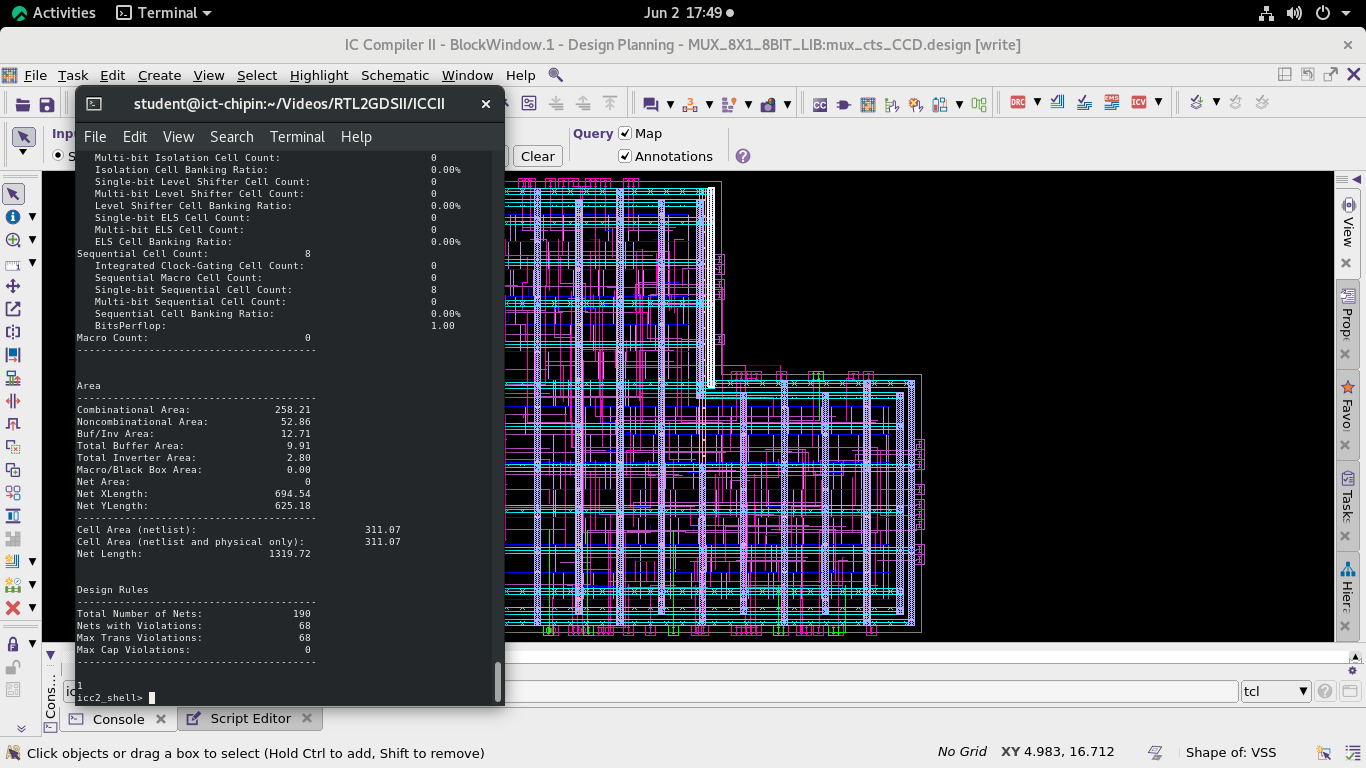 Activities Terminal Jun 2 17:49
IC Compiler II - BlockWindow.1 - Design Planning - MUX_8X1_8BIT_LIB:mux_cts_CCD.design [write]
File Task Edit Create View Select Highlight Schematic Window Help
student@ict-chipin:~/Videos/RTL2GDSII/ICCII
File Edit View Search Terminal Help
Query Map
Clear Annotations
Multi-bit Isolation Cell Count: 0
Isolation Cell Banking Ratio: 0.00%
Single-bit Level Shifter Cell Count: 0
Multi-bit Level Shifter Cell Count: 0
Level Shifter Cell Banking Ratio: 0.00%
Single-bit ELS Cell Count: 0
Multi-bit ELS Cell Count: 0
ELS Cell Banking Ratio: 0.00%
Sequential Cell Count: 8
Integrated Clock-Gating Cell Count: 0
Sequential Macro Cell Count: 0
Single-bit Sequential Cell Count: 8
Multi-bit Sequential Cell Count: 0
Sequential Cell Banking Ratio: 0.00%
BitsPerflop: 1.00
Macro Count: 0
----------------------------------------
Area
----------------------------------------
Combinational Area: 258.21
Noncombinational Area: 52.86
Buf/Inv Area: 12.71
Total Buffer Area: 9.91
Total Inverter Area: 2.80
Macro/Black Box Area: 0.00
Net Area: 0
Net XLength: 694.54
Net YLength: 625.18
----------------------------------------
Cell Area (netlist): 311.07
Cell Area (netlist and physical only): 311.07
Net Length: 1319.72
Design Rules
----------------------------------------
Total Number of Nets: 190
Nets with Violations: 68
Max Trans Violations: 68
Max Cap Violations: 0
----------------------------------------
1
icc2_shell>
View
Prope
Favo
Tasks
Hiera
Cons...
tcl
Console Script Editor
Click objects or drag a box to select (Hold Ctrl to add, Shift to remove) No Grid XY 4.983, 16.712 Shape of: VSS